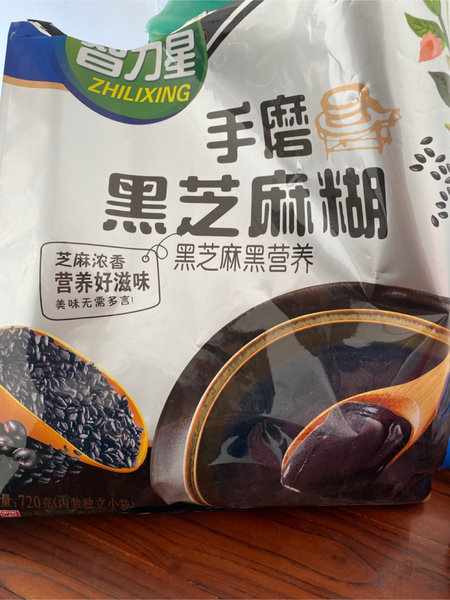 智力星
ZHILIXING
手磨
黑芝麻糊
黑芝麻黑营养
芝麻浓香
营养好滋味
美味无需多言!
量:720克(内装独立小袋)